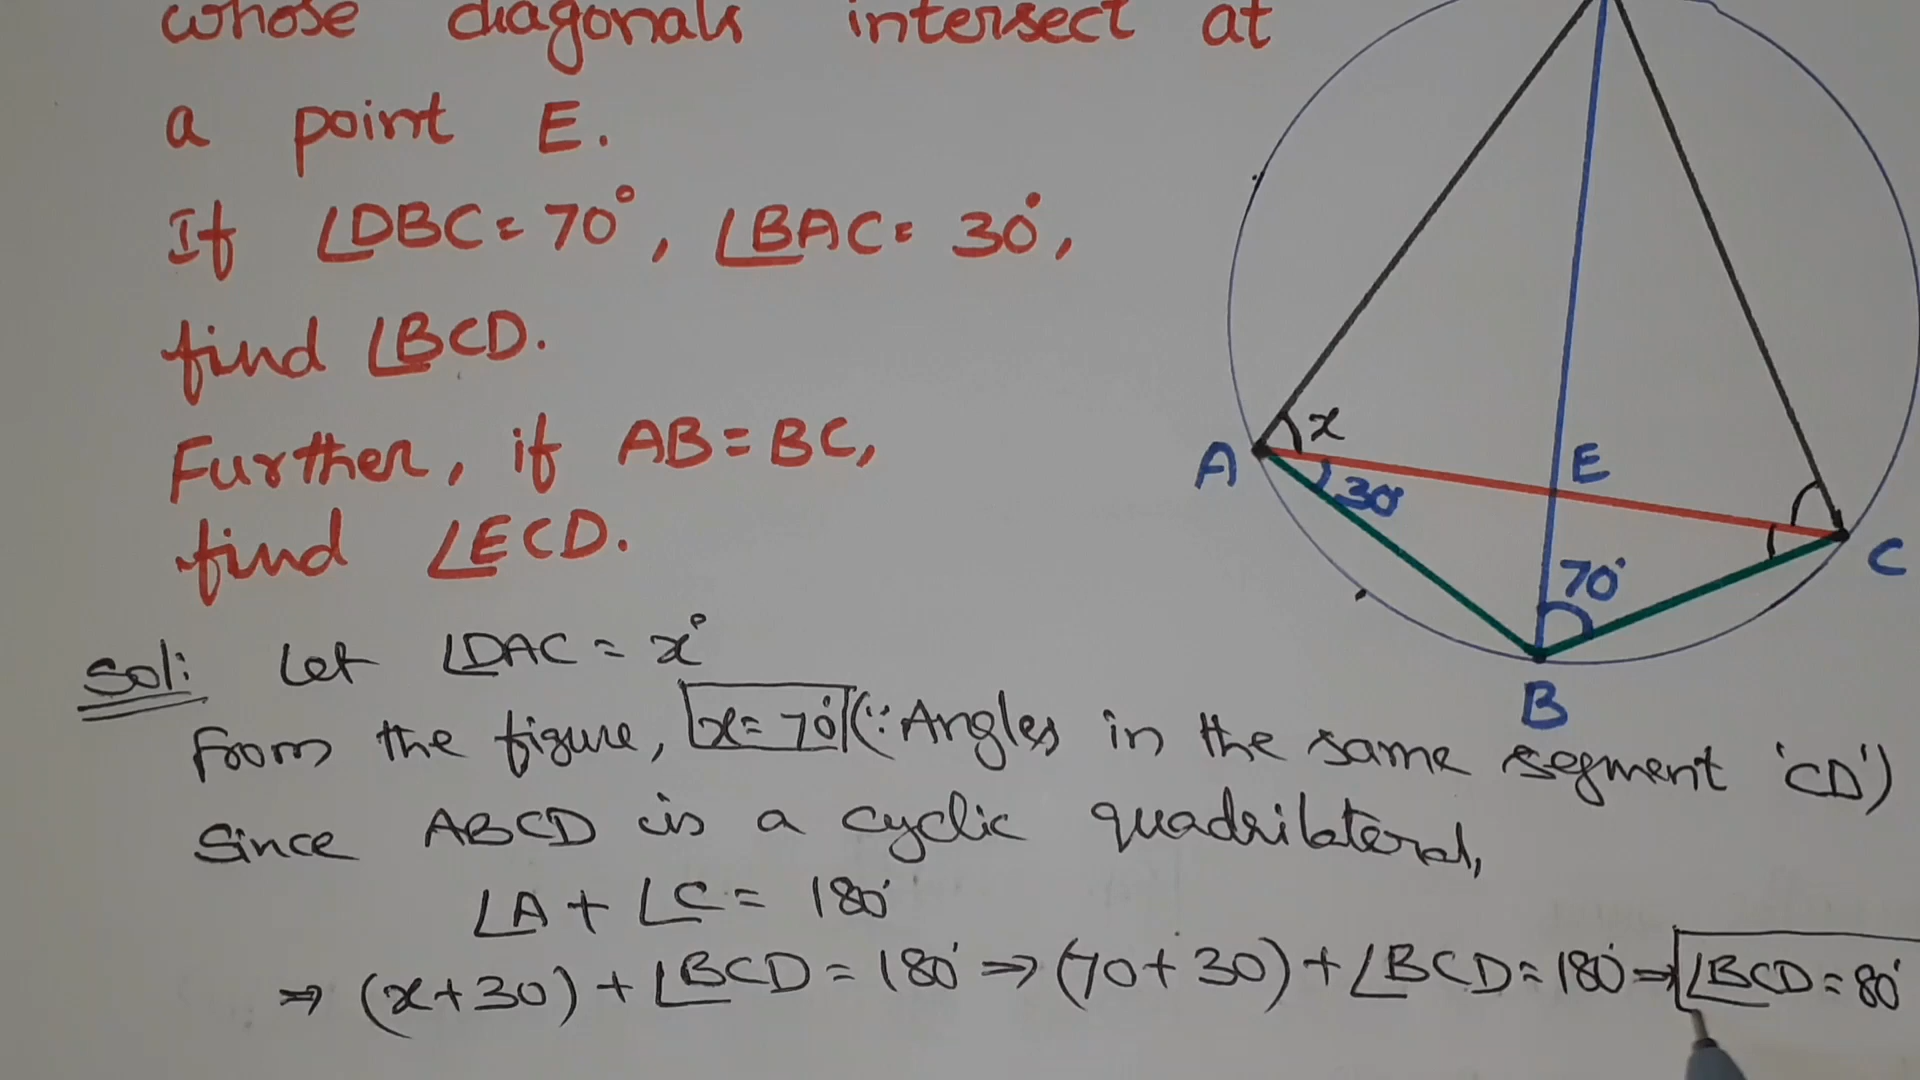 whose diagonals intersect at
a point E.
If ∠DBC = 70°, ∠BAC = 30°,
find ∠BCD.
Further, if AB = BC,
find ∠ECD.
x
A
30°
E
70°
C
B
Sol: Let ∠DAC = x°
From the figure, x = 70° (∵ Angles in the same segment 'CD')
Since ABCD is a cyclic quadrilateral,
∠A + ∠C = 180°
⇒ (x+30) + ∠BCD = 180° ⇒ (70+30) + ∠BCD = 180 ⇒ ∠BCD = 80°